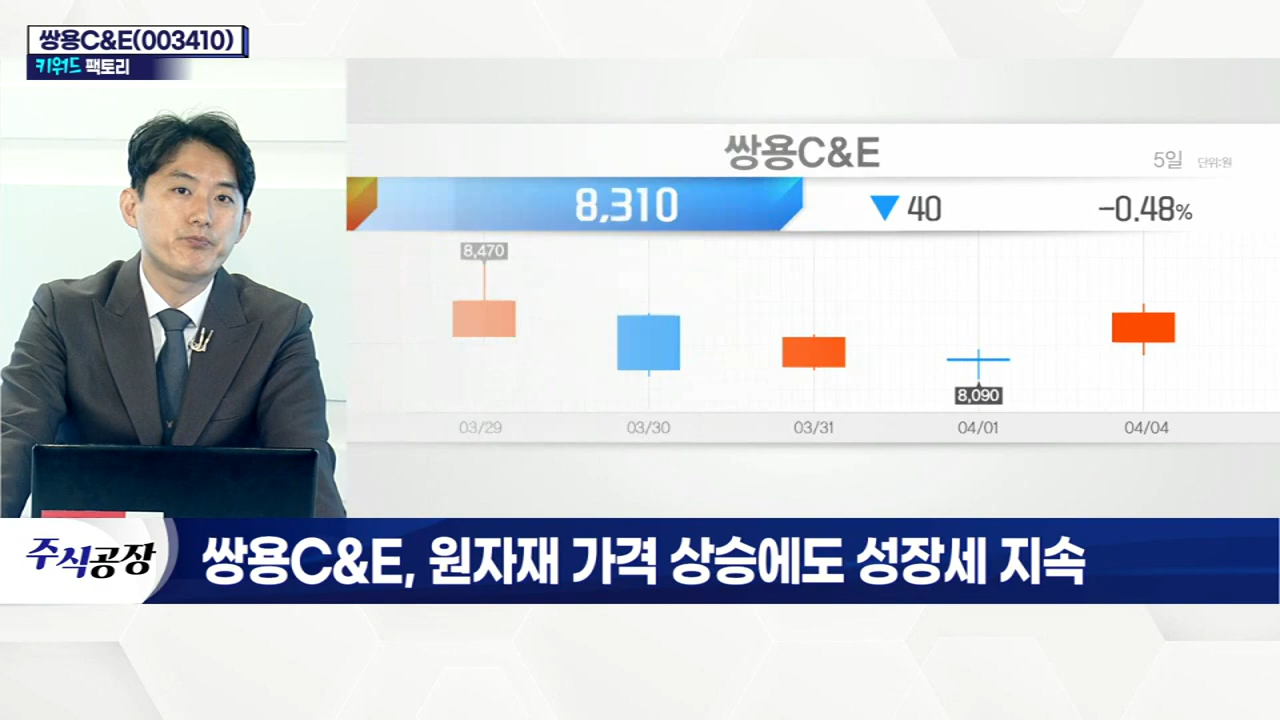 쌍용C&E(003410)
키워드 팩토리
쌍용C&E
5일 단위:원
8,310 ▼40 -0.48%
8,470
8,090
03/29 03/30 03/31 04/01 04/04
주식공장
쌍용C&E, 원자재 가격 상승에도 성장세 지속